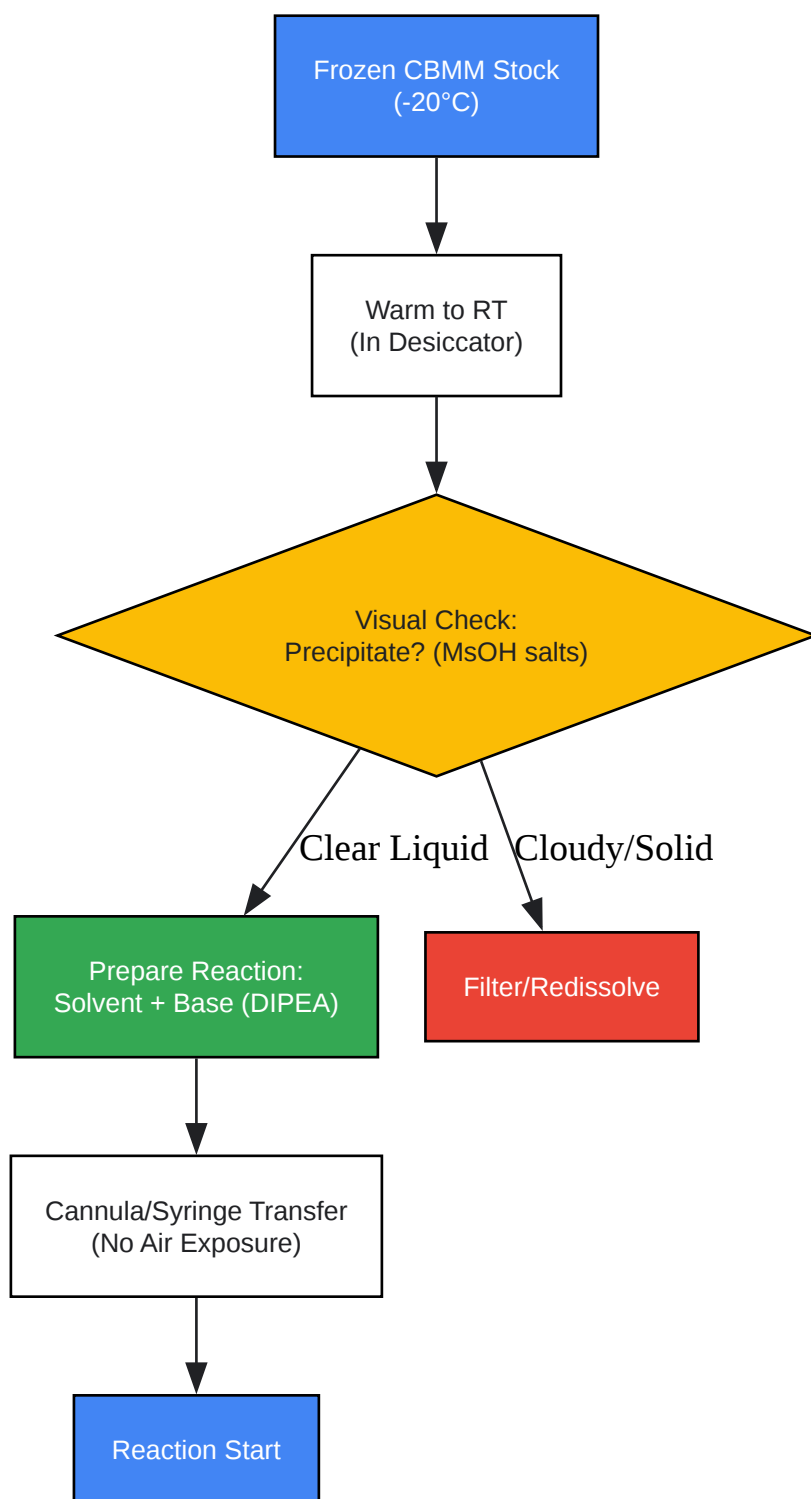 Frozen CBMM Stock
(-20°C)
Warm to RT
(In Desiccator)
Visual Check:
Precipitate? (MsOH salts)
Clear Liquid
Cloudy/Solid
Prepare Reaction:
Solvent + Base (DIPEA)
Filter/Redissolve
Cannula/Syringe Transfer
(No Air Exposure)
Reaction Start